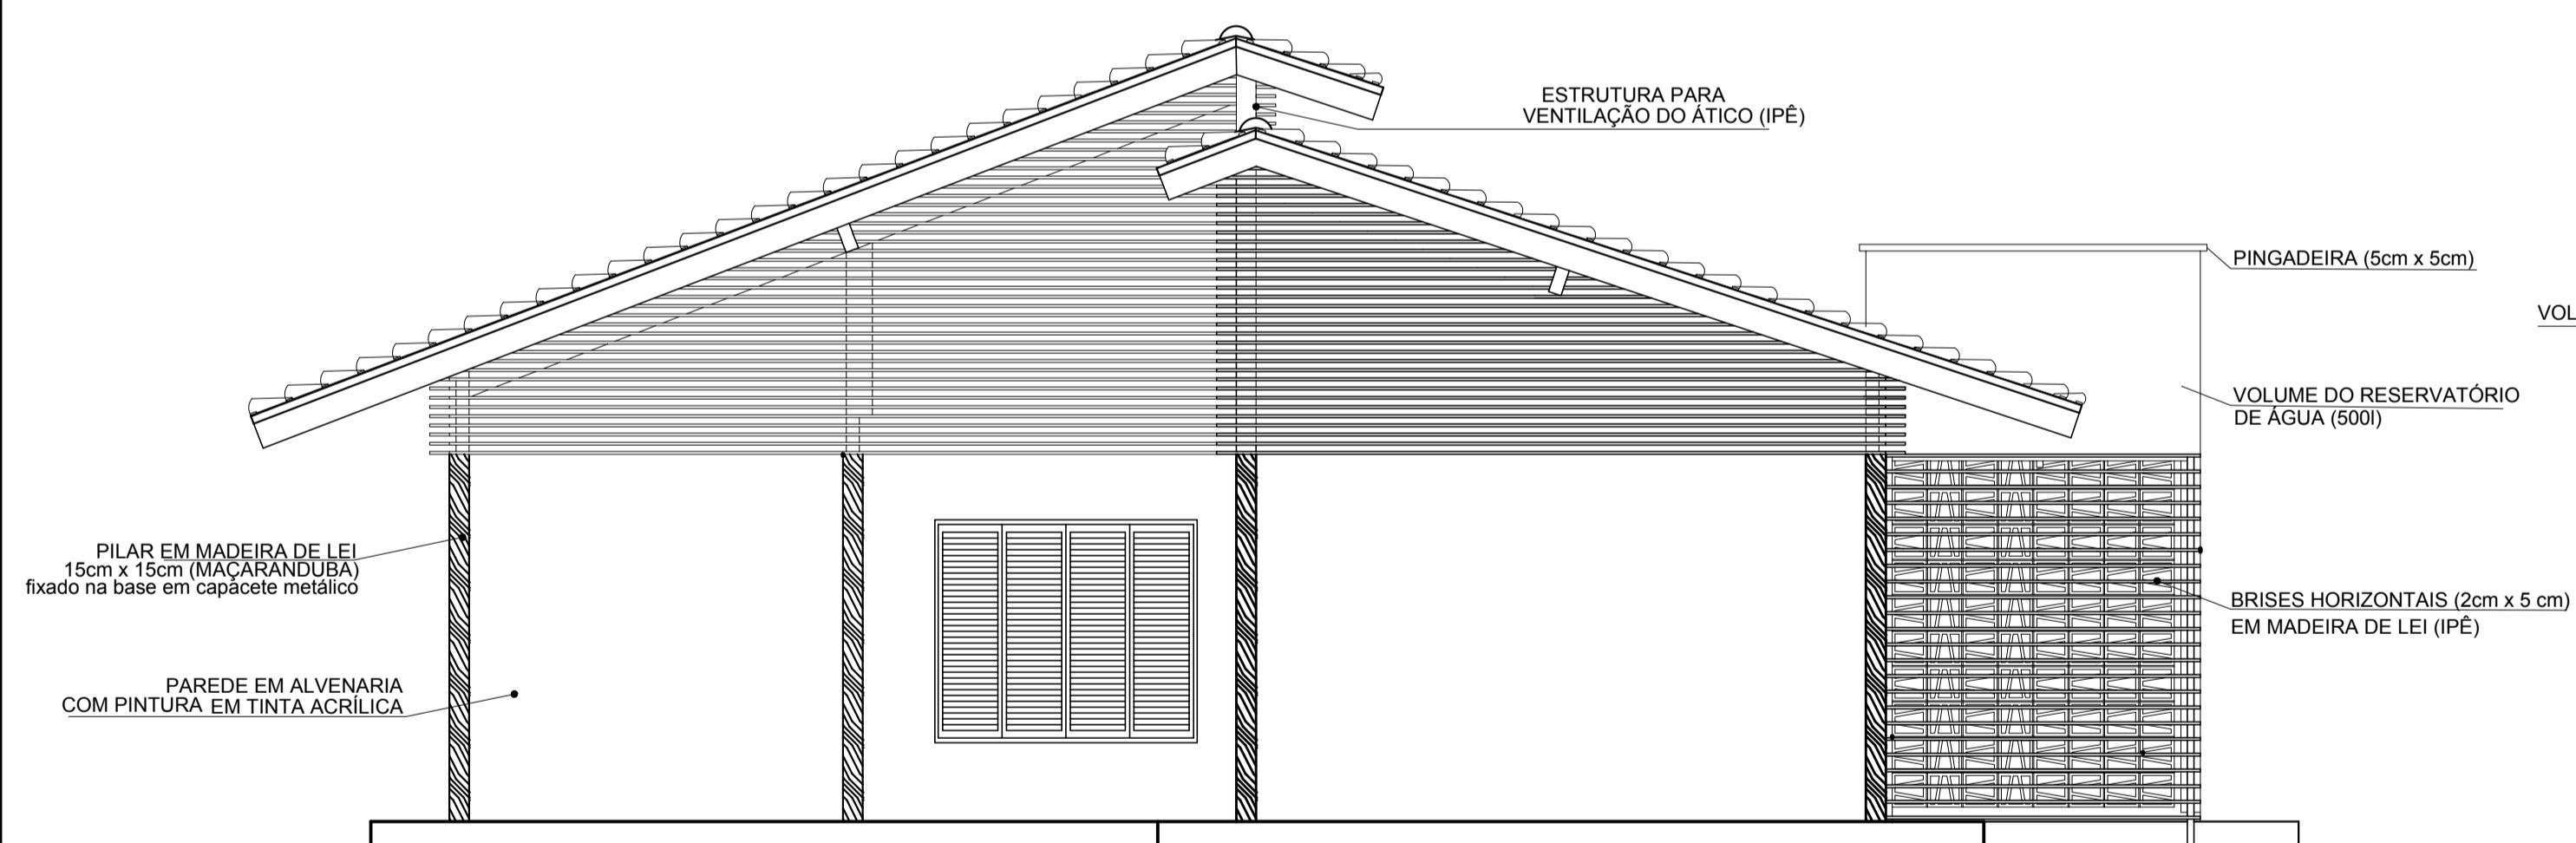 ESTRUTURA PARA
VENTILAÇÃO DO ÁTICO (IPÊ)
PINGADEIRA (5cm x 5cm)
VOL
VOLUME DO RESERVATÓRIO
DE ÁGUA (500l)
PILAR EM MADEIRA DE LEI
15cm x 15cm (MAÇARANDUBA)
fixado na base em capacete metálico
BRISES HORIZONTAIS (2cm x 5 cm)
EM MADEIRA DE LEI (IPÊ)
PAREDE EM ALVENARIA
COM PINTURA EM TINTA ACRÍLICA